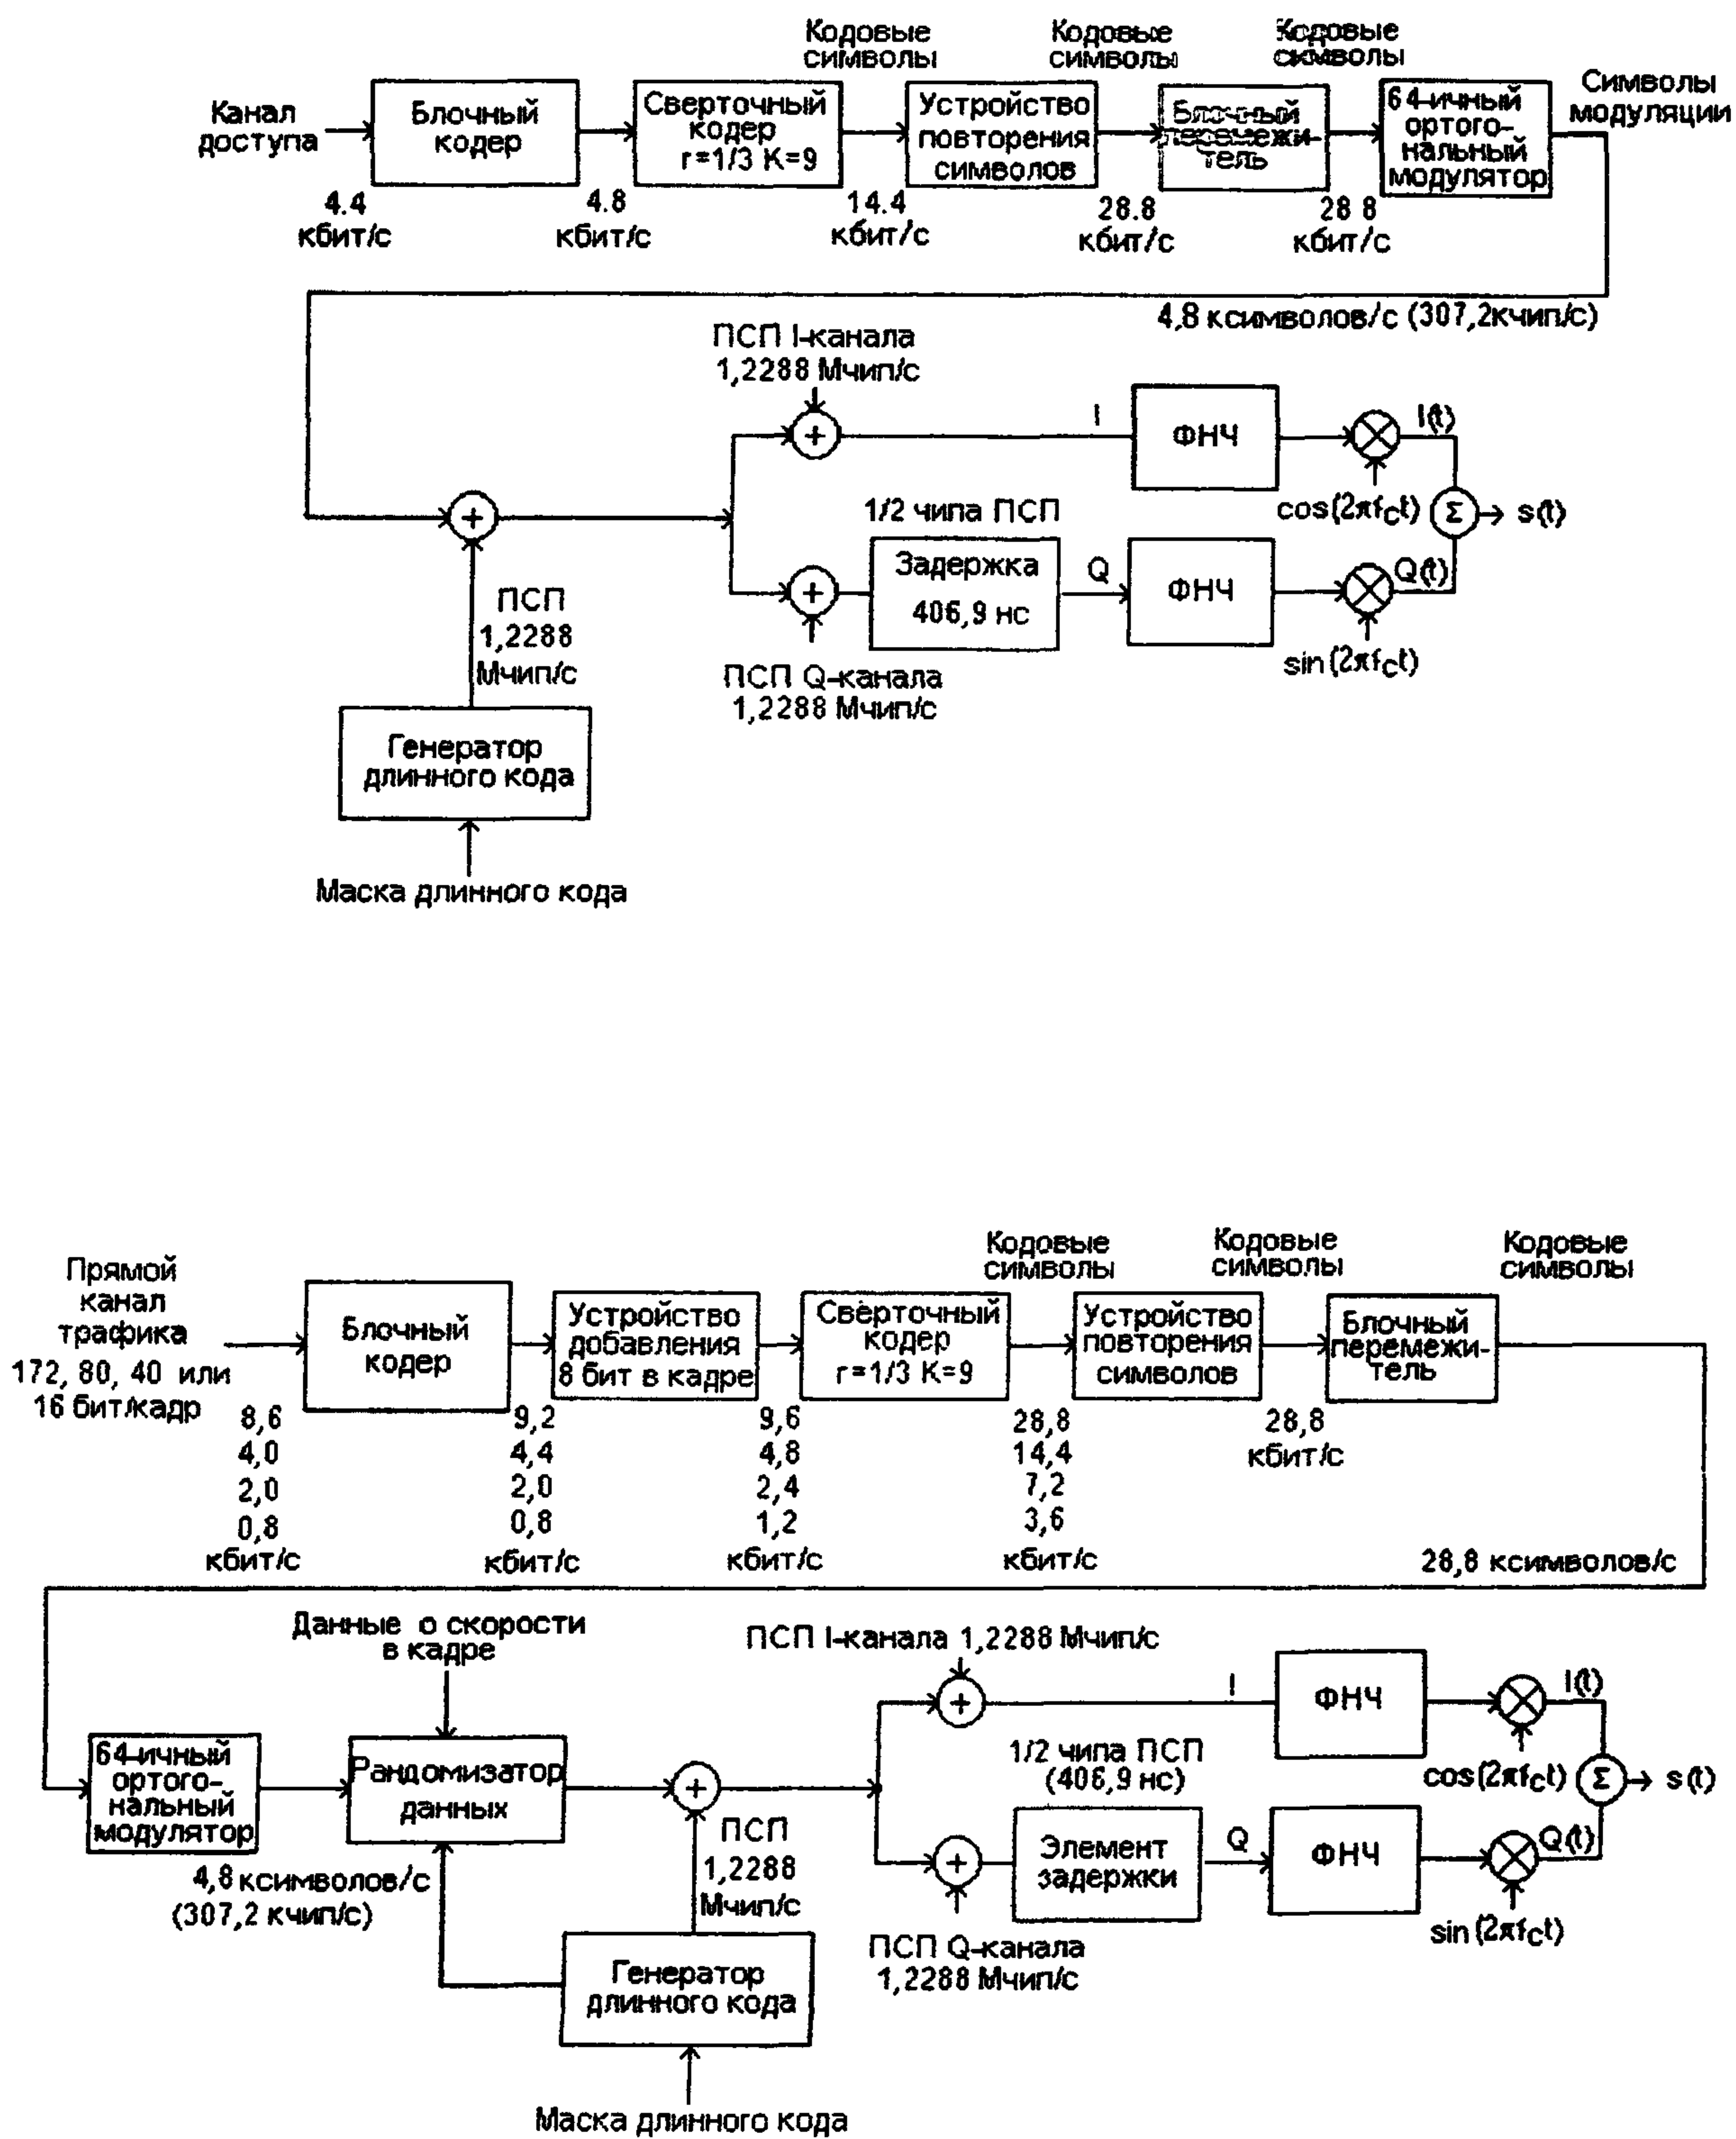 Кодовые
символы
Кодовые
символы
Кодовые
символы
Символы
модуляции
Канал
доступа
Блочный
кодер
Сверточный
кодер
r=1/3 K=9
Устройство
повторения
символов
Блочный
перемежи-
тель
64-ичный
ортого-
нальный
модулятор
4.4
кбит/с
4.8
кбит/с
14.4
кбит/с
28.8
кбит/с
28 8
кбит/с
4,8 ксимволов/с (307,2кчип/с)
ПСП I-канала
1,2288 Мчип/с
I
ФНЧ
I(t)
cos(2πfct)
Σ
s(t)
1/2 чипа ПСП
Задержка
406,9 нс
Q
ФНЧ
Q(t)
sin(2πfct)
ПСП
1,2288
Мчип/с
ПСП Q-канала
1,2288 Мчип/с
Генератор
длинного кода
Маска длинного кода
Кодовые
символы
Кодовые
символы
Кодовые
символы
Прямой
канал
трафика
172, 80, 40 или
16 бит/кадр
Блочный
кодер
Устройство
добавления
8 бит в кадре
Сверточный
кодер
r=1/3 K=9
Устройство
повторения
символов
Блочный
перемежи-
тель
8,6
4,0
2,0
0,8
кбит/с
9,2
4,4
2,0
0,8
кбит/с
9,6
4,8
2,4
1,2
кбит/с
28,8
14,4
7,2
3,6
кбит/с
28,8
кбит/с
28,8 ксимволов/с
Данные о скорости
в кадре
ПСП I-канала 1,2288 Мчип/с
I
ФНЧ
I(t)
64-ичный
ортого-
нальный
модулятор
Рандомизатор
данных
1/2 чипа ПСП
(406,9 нс)
cos(2πfct)
Σ
s(t)
4,8 ксимволов/с
(307,2 кчип/с)
ПСП
1,2288
Мчип/с
Элемент
задержки
Q
ФНЧ
Q(t)
sin(2πfct)
ПСП Q-канала
1,2288 Мчип/с
Генератор
длинного кода
Маска длинного кода